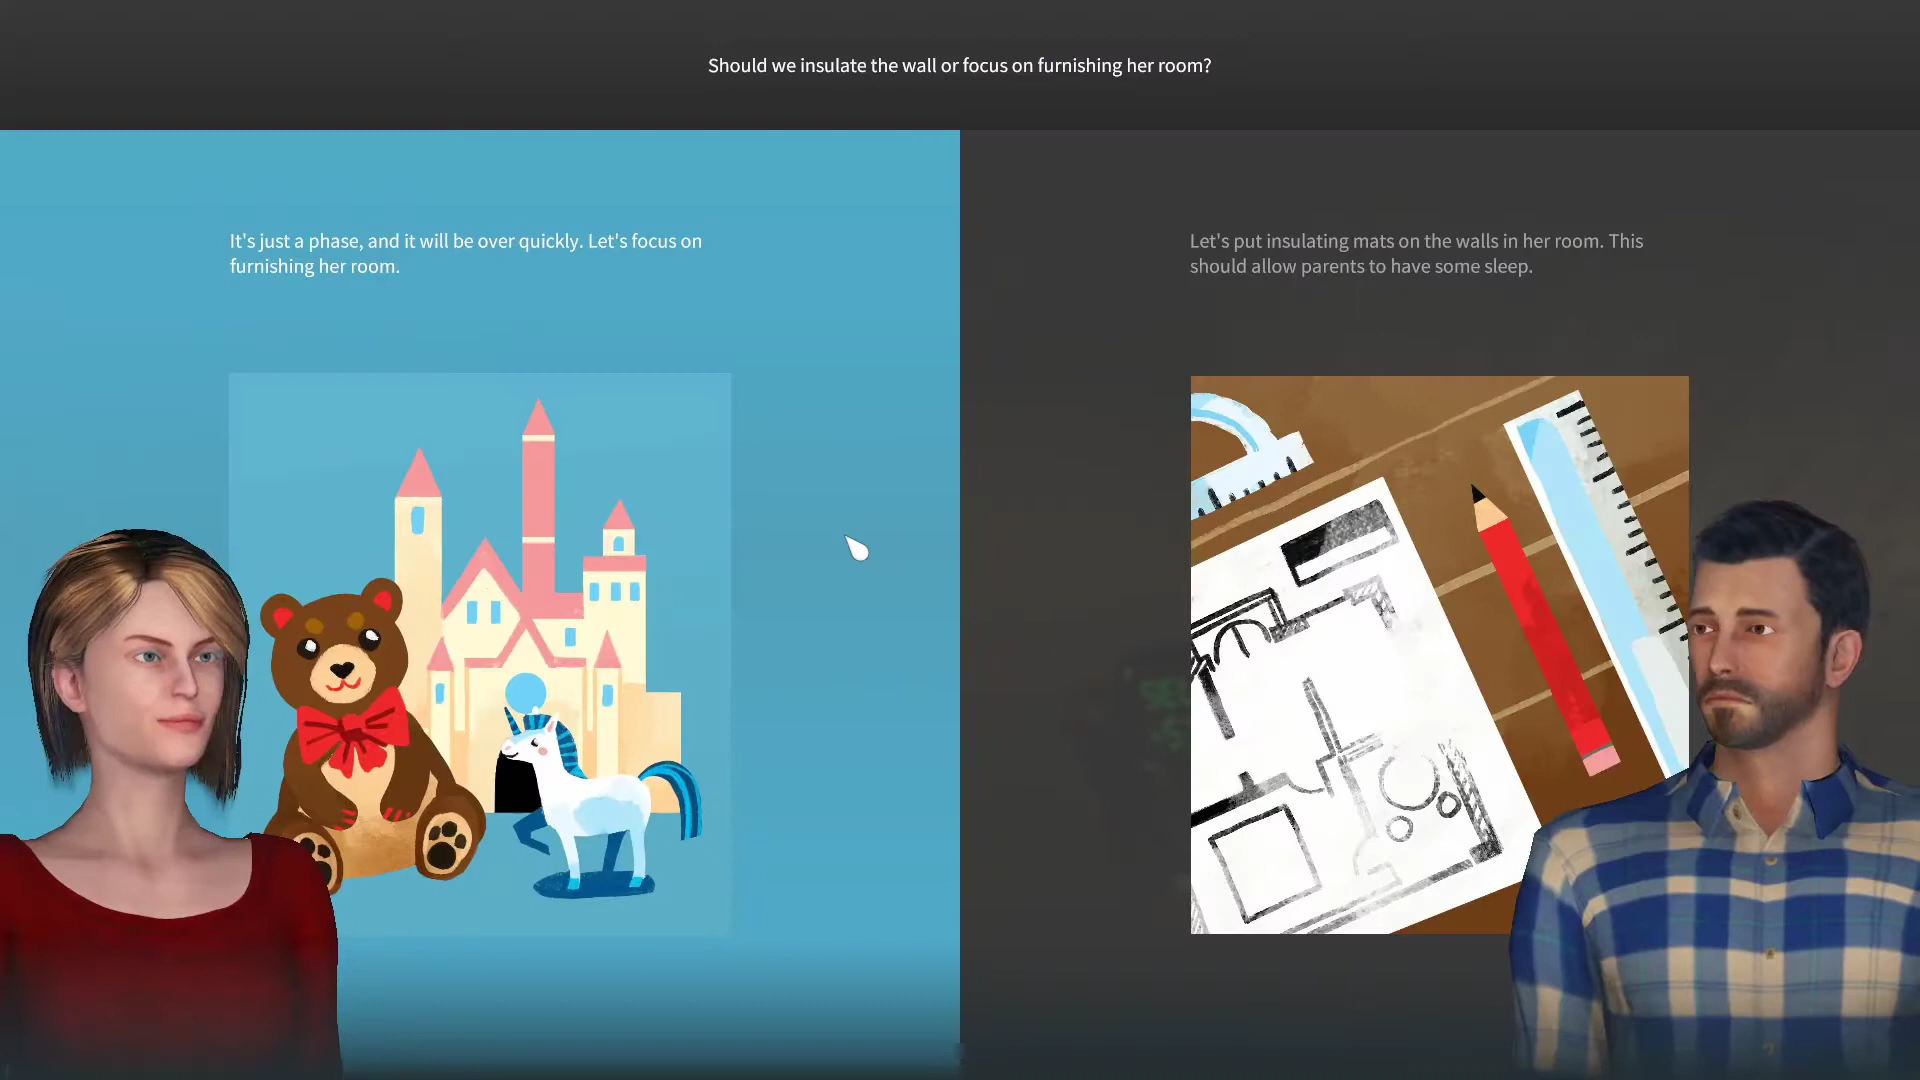 Should we insulate the wall or focus on furnishing her room?
It's just a phase, and it will be over quickly. Let's focus on
furnishing her room.
Let's put insulating mats on the walls in her room. This
should allow parents to have some sleep.